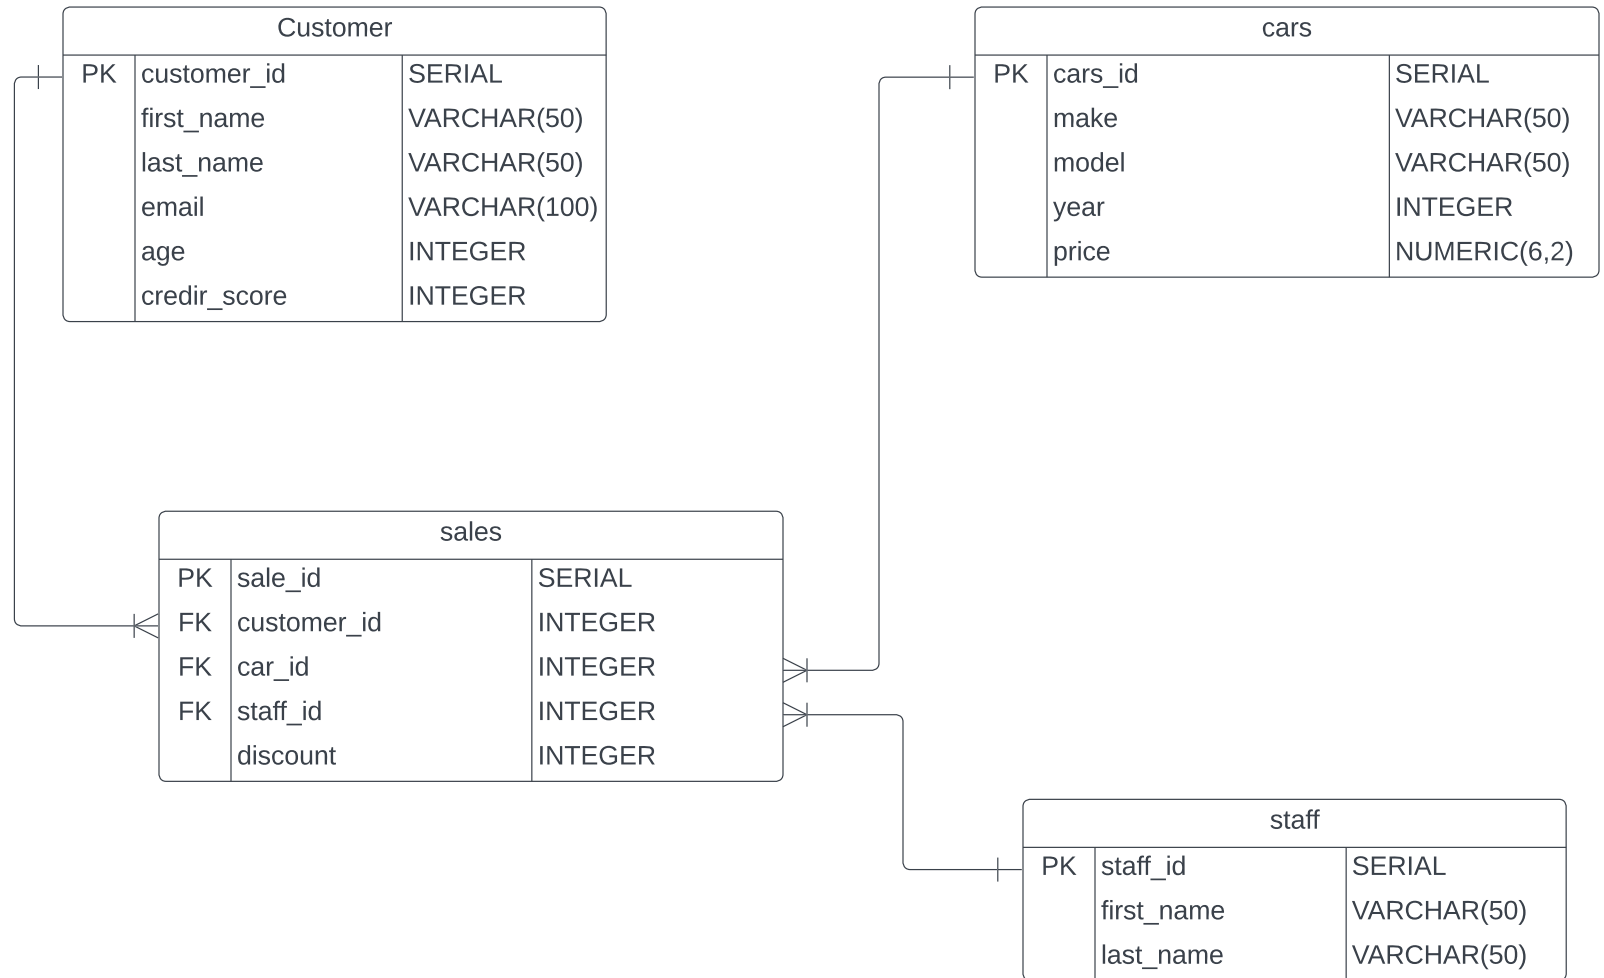 Customer
PK customer_id SERIAL
first_name VARCHAR(50)
last_name VARCHAR(50)
email VARCHAR(100)
age INTEGER
credir_score INTEGER
cars
PK cars_id SERIAL
make VARCHAR(50)
model VARCHAR(50)
year INTEGER
price NUMERIC(6,2)
sales
PK sale_id SERIAL
FK customer_id INTEGER
FK car_id INTEGER
FK staff_id INTEGER
discount INTEGER
staff
PK staff_id SERIAL
first_name VARCHAR(50)
last_name VARCHAR(50)